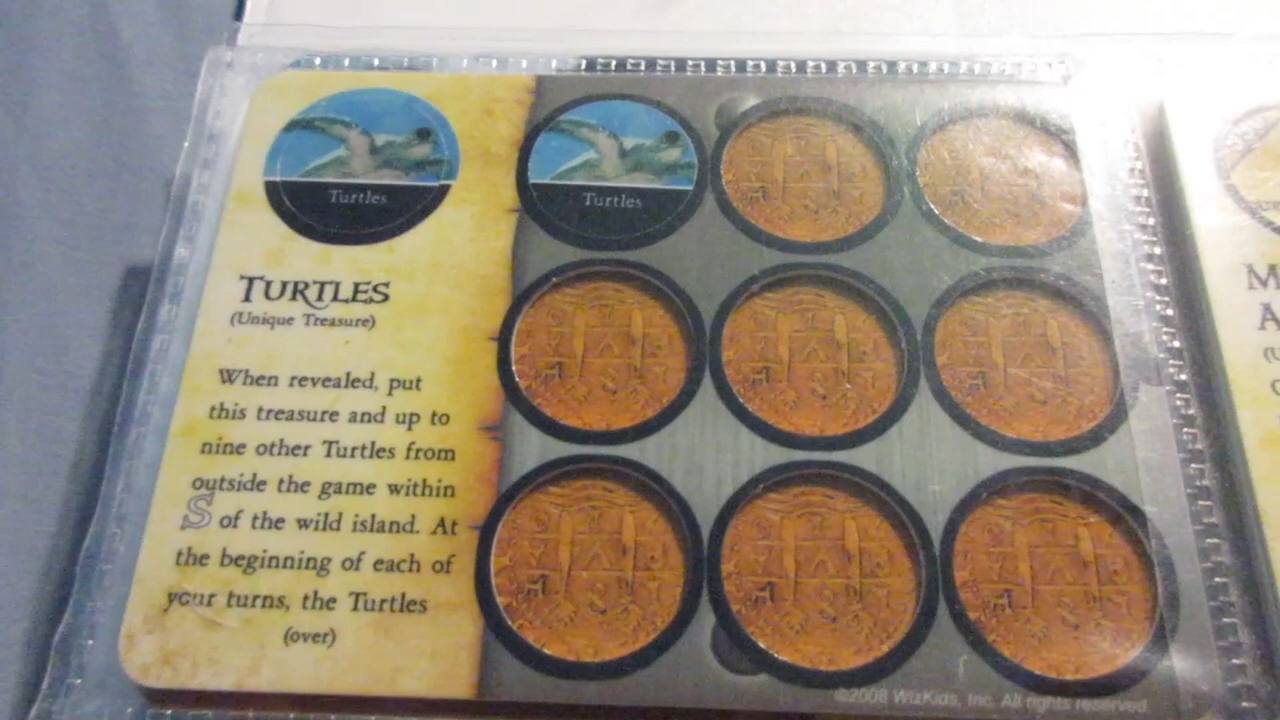 Turtles
Turtles
TURTLES
(Unique Treasure)
When revealed, put
this treasure and up to
nine other Turtles from
outside the game within
S of the wild island. At
the beginning of each of
your turns, the Turtles
(over)
©2008 WizKids, Inc. All rights reserved.
M
A